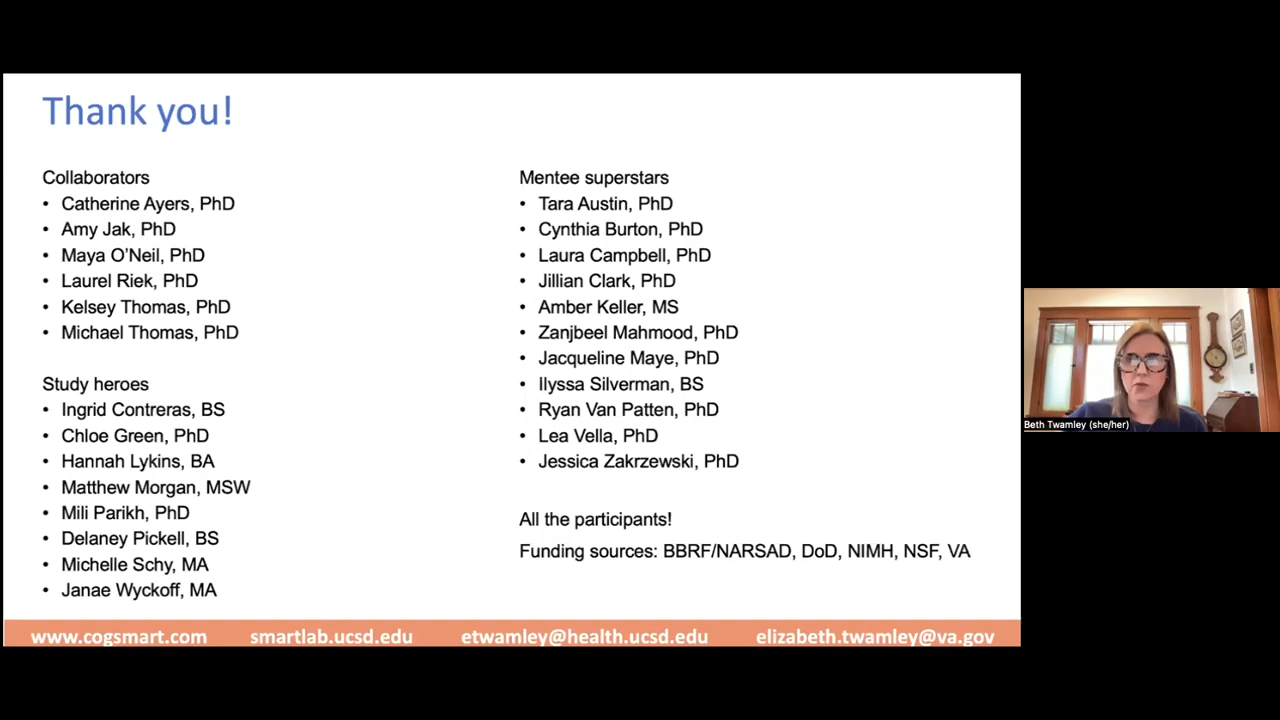 Thank you!
Collaborators
• Catherine Ayers, PhD
• Amy Jak, PhD
• Maya O'Neil, PhD
• Laurel Riek, PhD
• Kelsey Thomas, PhD
• Michael Thomas, PhD
Study heroes
• Ingrid Contreras, BS
• Chloe Green, PhD
• Hannah Lykins, BA
• Matthew Morgan, MSW
• Mili Parikh, PhD
• Delaney Pickell, BS
• Michelle Schy, MA
• Janae Wyckoff, MA
Mentee superstars
• Tara Austin, PhD
• Cynthia Burton, PhD
• Laura Campbell, PhD
• Jillian Clark, PhD
• Amber Keller, MS
• Zanjbeel Mahmood, PhD
• Jacqueline Maye, PhD
• Ilyssa Silverman, BS
• Ryan Van Patten, PhD
• Lea Vella, PhD
• Jessica Zakrzewski, PhD
All the participants!
Funding sources: BBRF/NARSAD, DoD, NIMH, NSF, VA
www.cogsmart.com smartlab.ucsd.edu etwamley@health.ucsd.edu elizabeth.twamley@va.gov
Beth Twamley (she/her)